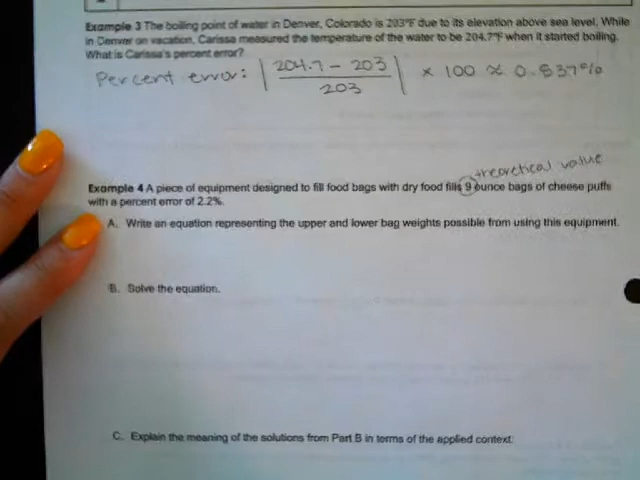 Example 3 The boiling point of water in Denver, Colorado is 203°F due to its elevation above sea level. While
in Denver on vacation, Carissa measured the temperature of the water to be 204.7°F when it started boiling.
What is Carissa's percent error?
Percent error: | 204.7 - 203 / 203 | × 100 ≈ 0.837%
theoretical value
Example 4 A piece of equipment designed to fill food bags with dry food fills 9 ounce bags of cheese puffs
with a percent error of 2.2%.
A. Write an equation representing the upper and lower bag weights possible from using this equipment.
B. Solve the equation.
C. Explain the meaning of the solutions from Part B in terms of the applied context: